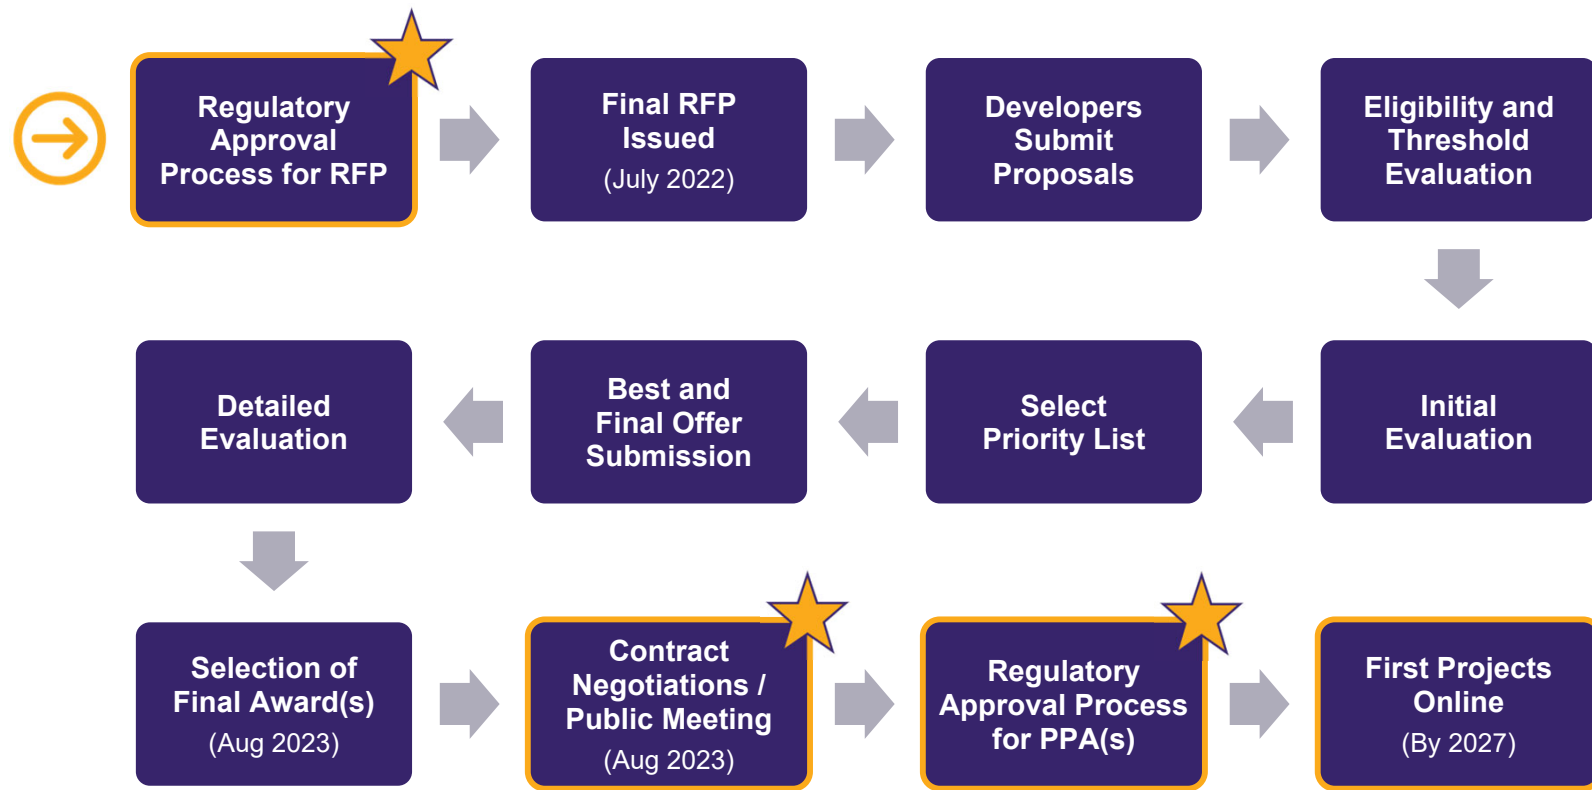 Regulatory
Approval
Process for RFP
Final RFP
Issued
(July 2022)
Developers
Submit
Proposals
Eligibility and
Threshold
Evaluation
Detailed
Evaluation
Best and
Final Offer
Submission
Select
Priority List
Initial
Evaluation
Selection of
Final Award(s)
(Aug 2023)
Contract
Negotiations /
Public Meeting
(Aug 2023)
Regulatory
Approval Process
for PPA(s)
First Projects
Online
(By 2027)